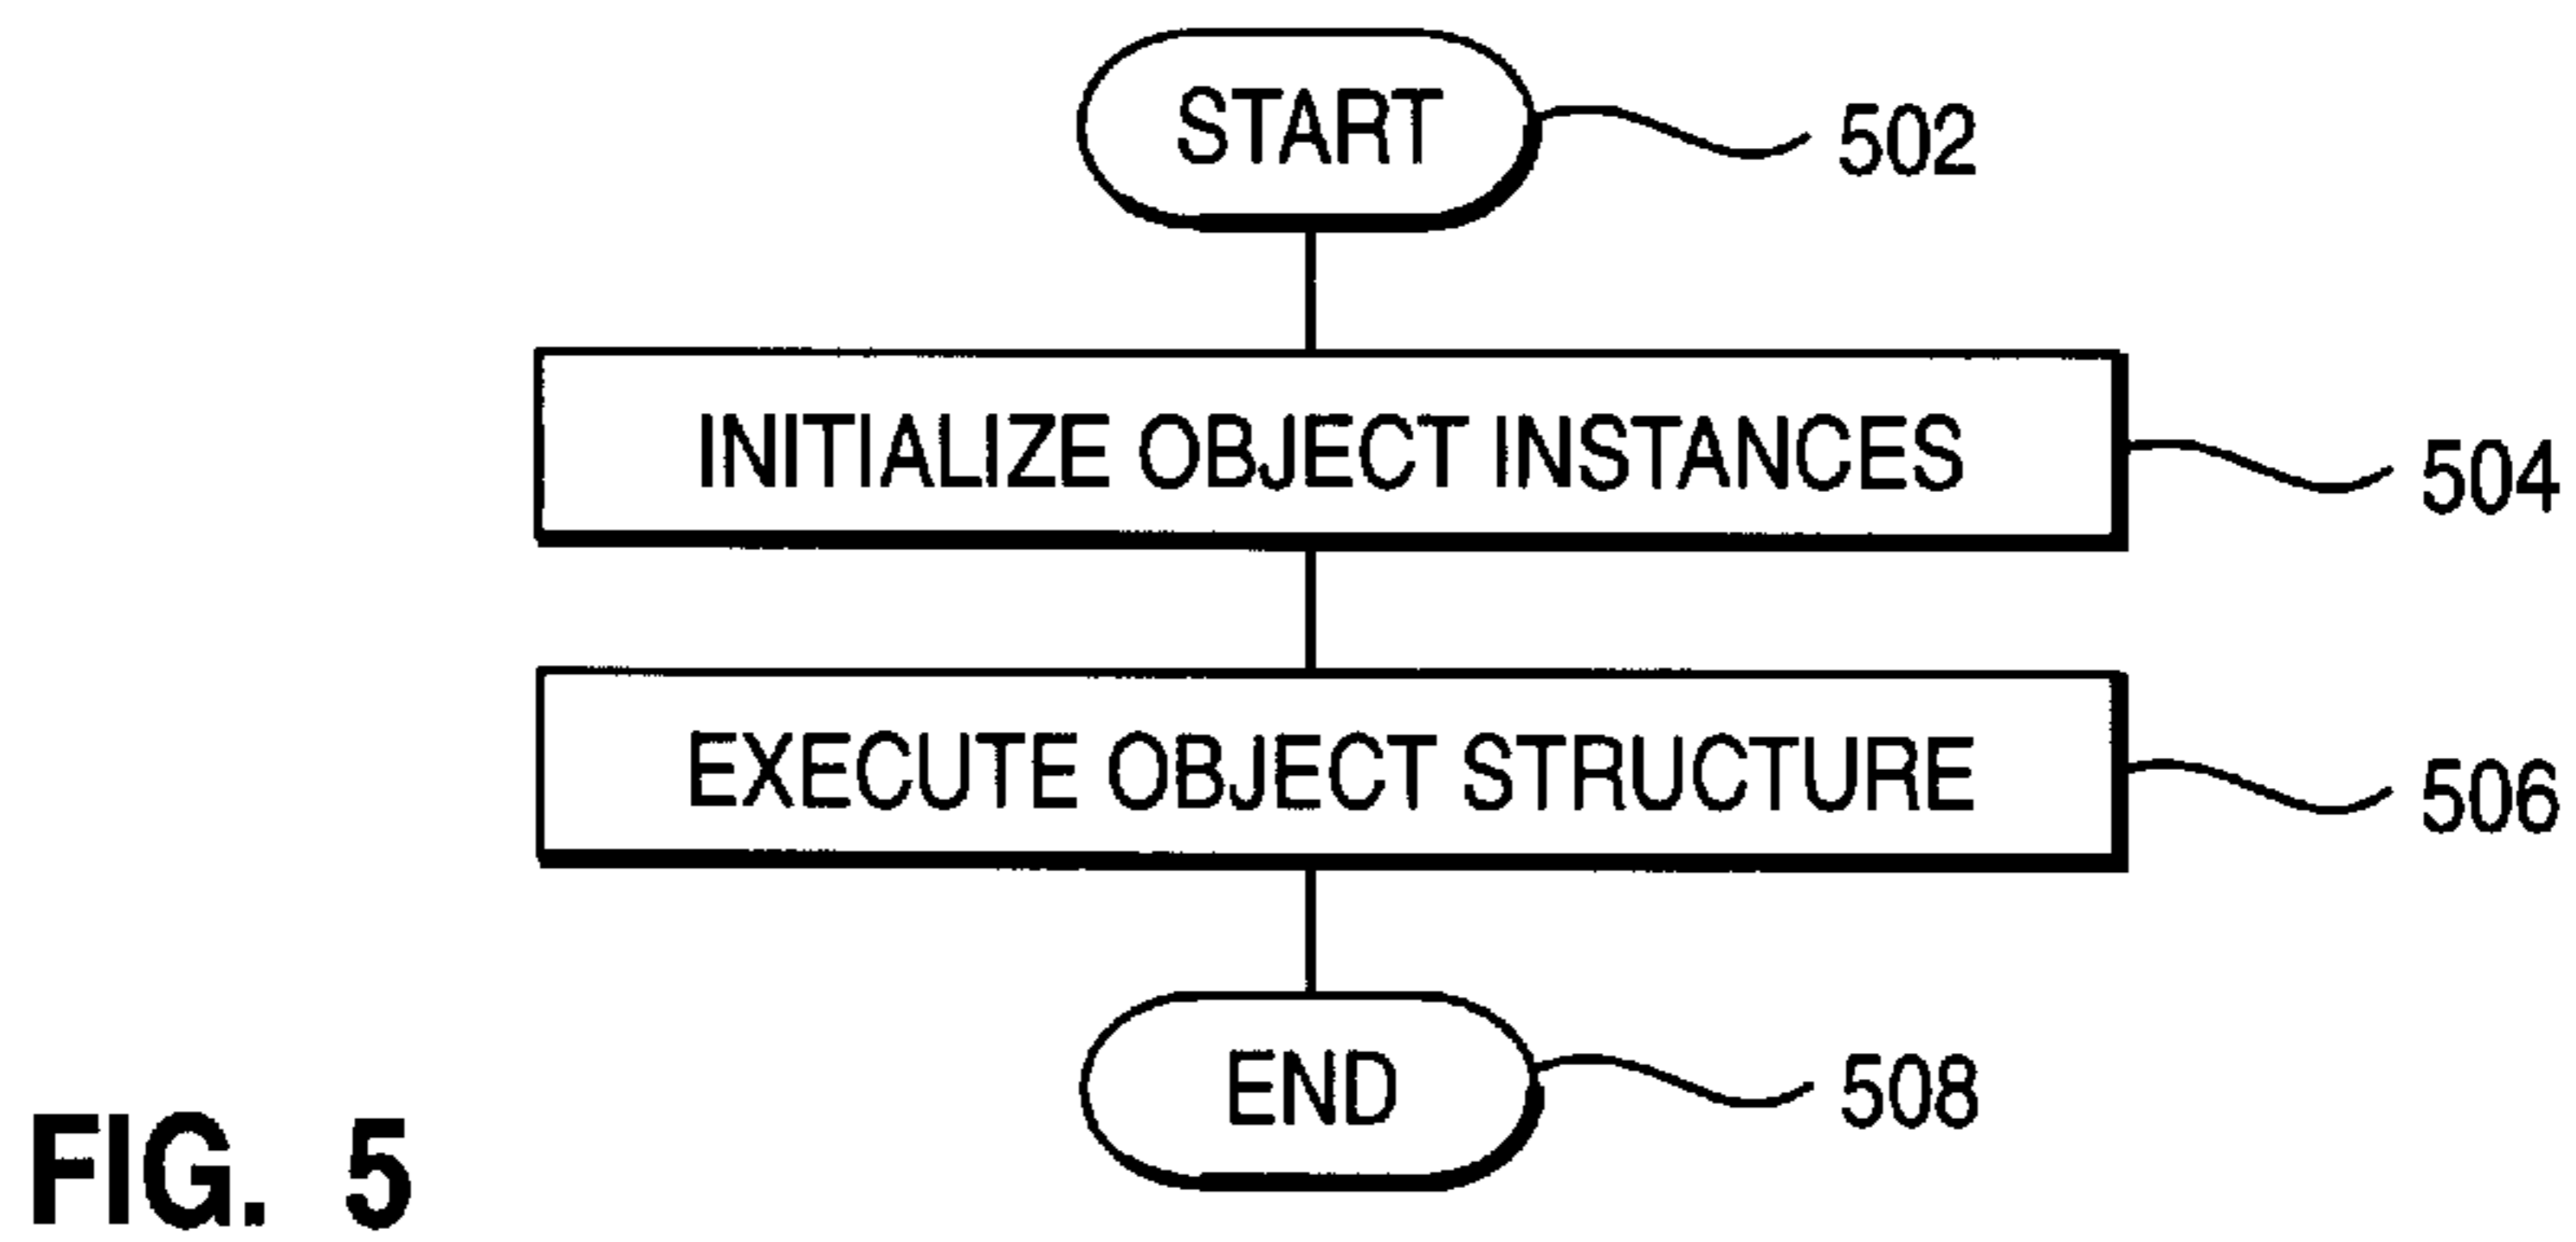 START
502
INITIALIZE OBJECT INSTANCES
504
EXECUTE OBJECT STRUCTURE
506
END
508
FIG. 5